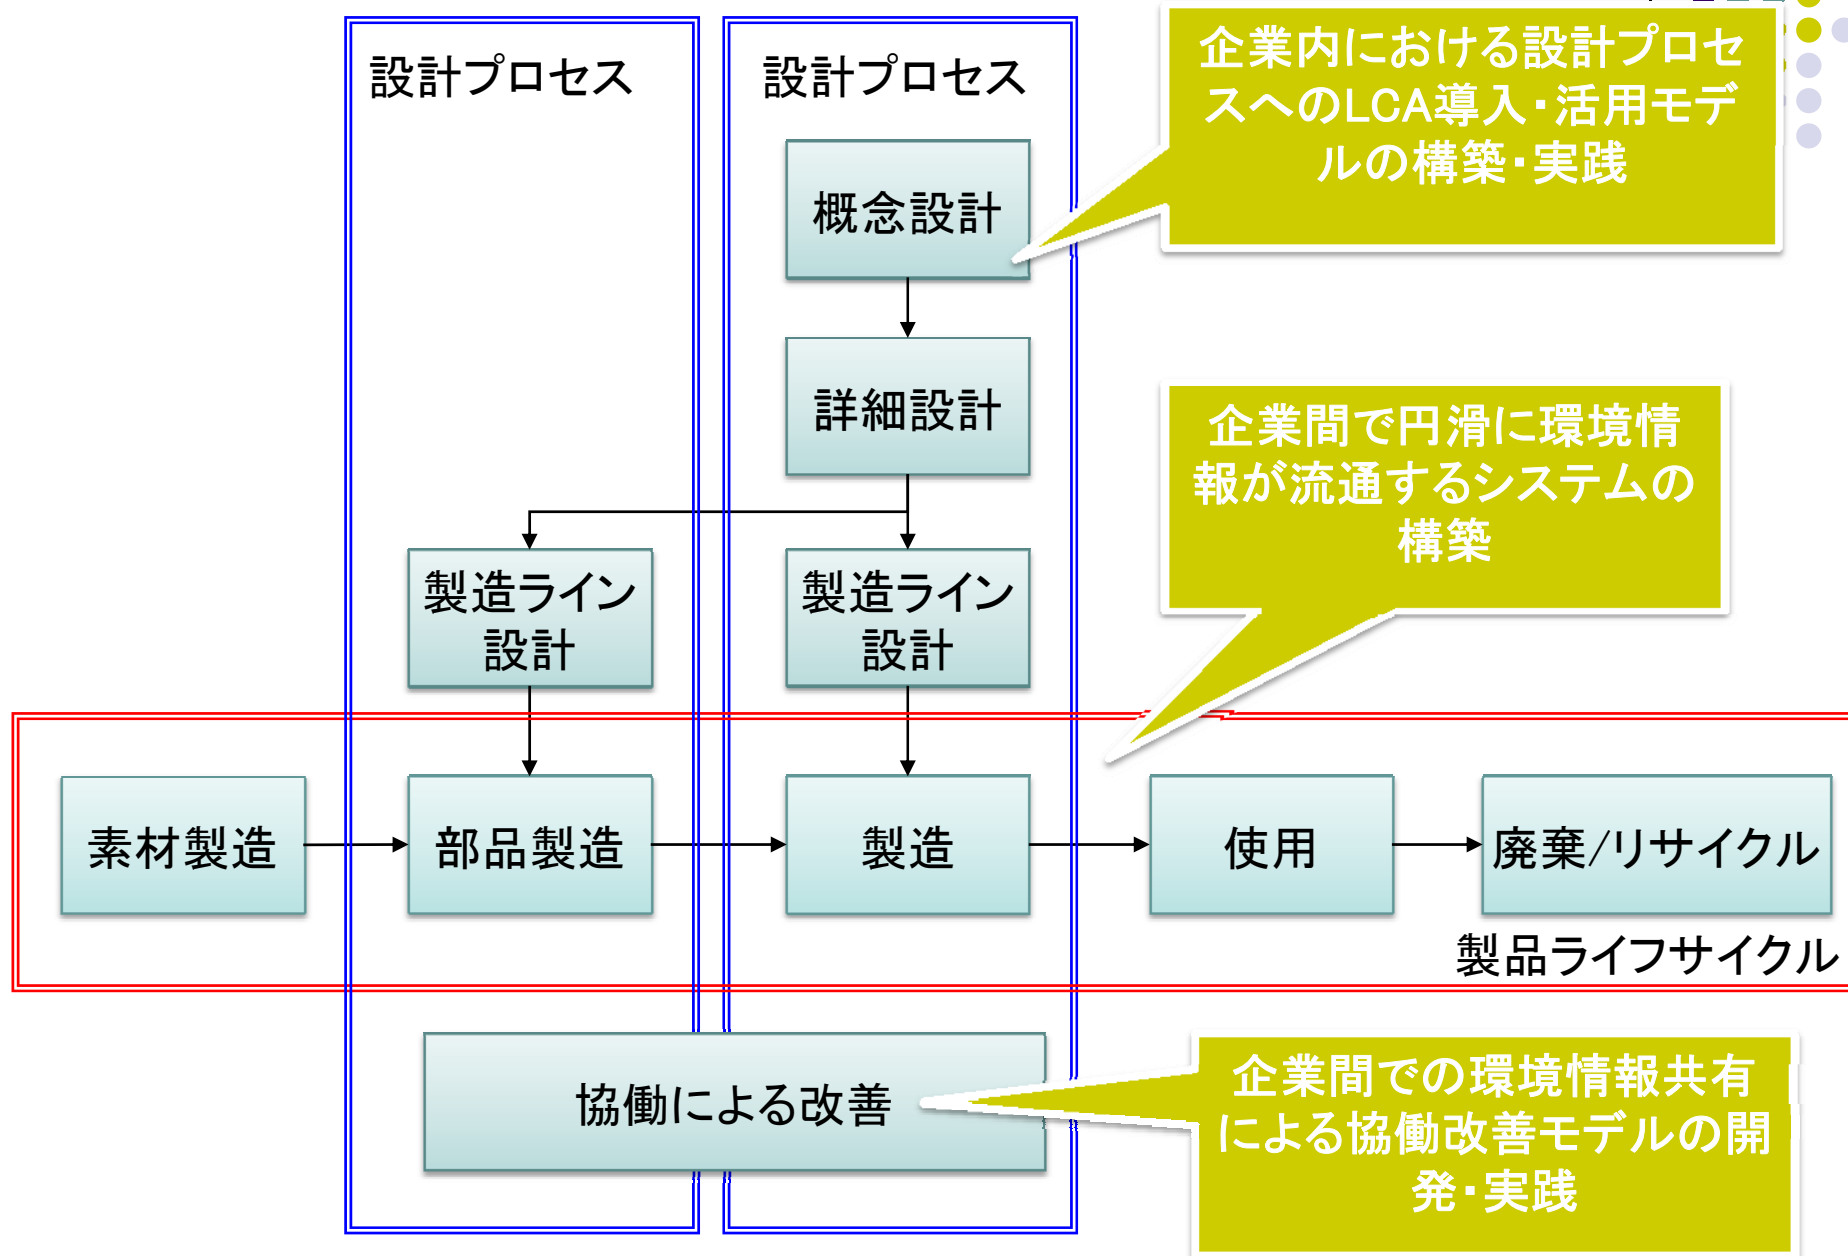 設計プロセス
設計プロセス
企業内における設計プロセ
スへのLCA導入・活用モデ
ルの構築・実践
概念設計
詳細設計
企業間で円滑に環境情
報が流通するシステムの
構築
製造ライン
設計
製造ライン
設計
素材製造
部品製造
製造
使用
廃棄/リサイクル
製品ライフサイクル
協働による改善
企業間での環境情報共有
による協働改善モデルの開
発・実践